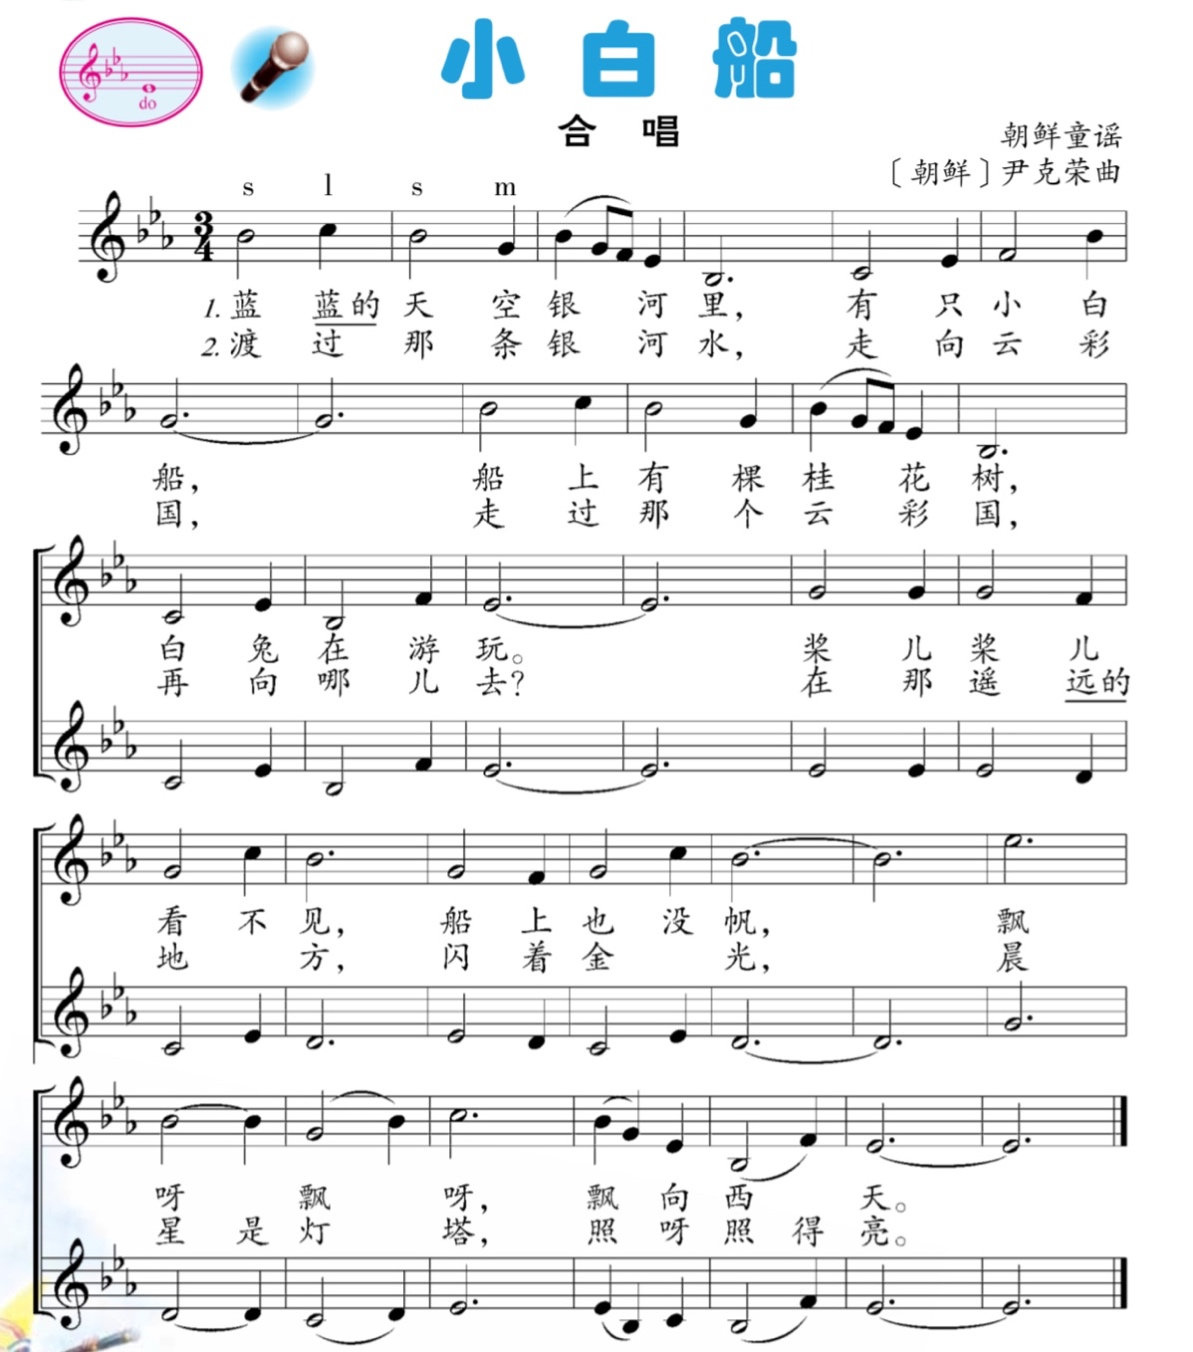 do
小白船
合 唱
朝鲜童谣
〔朝鲜〕尹克荣曲
s l s m
3
4
1. 蓝 蓝的 天 空 银 河 里， 有 只 小 白
2. 渡 过 那 条 银 河 水， 走 向 云 彩
船， 船 上 有 棵 桂 花 树，
国， 走 过 那 个 云 彩 国，
白 兔 在 游 玩。 桨 儿 桨 儿
再 向 哪 儿 去？ 在 那 遥 远的
看 不 见， 船 上 也 没 帆， 飘
地 方， 闪 着 金 光， 晨
呀 飘 呀， 飘 向 西 天。
星 是 灯 塔， 照 呀 照 得 亮。